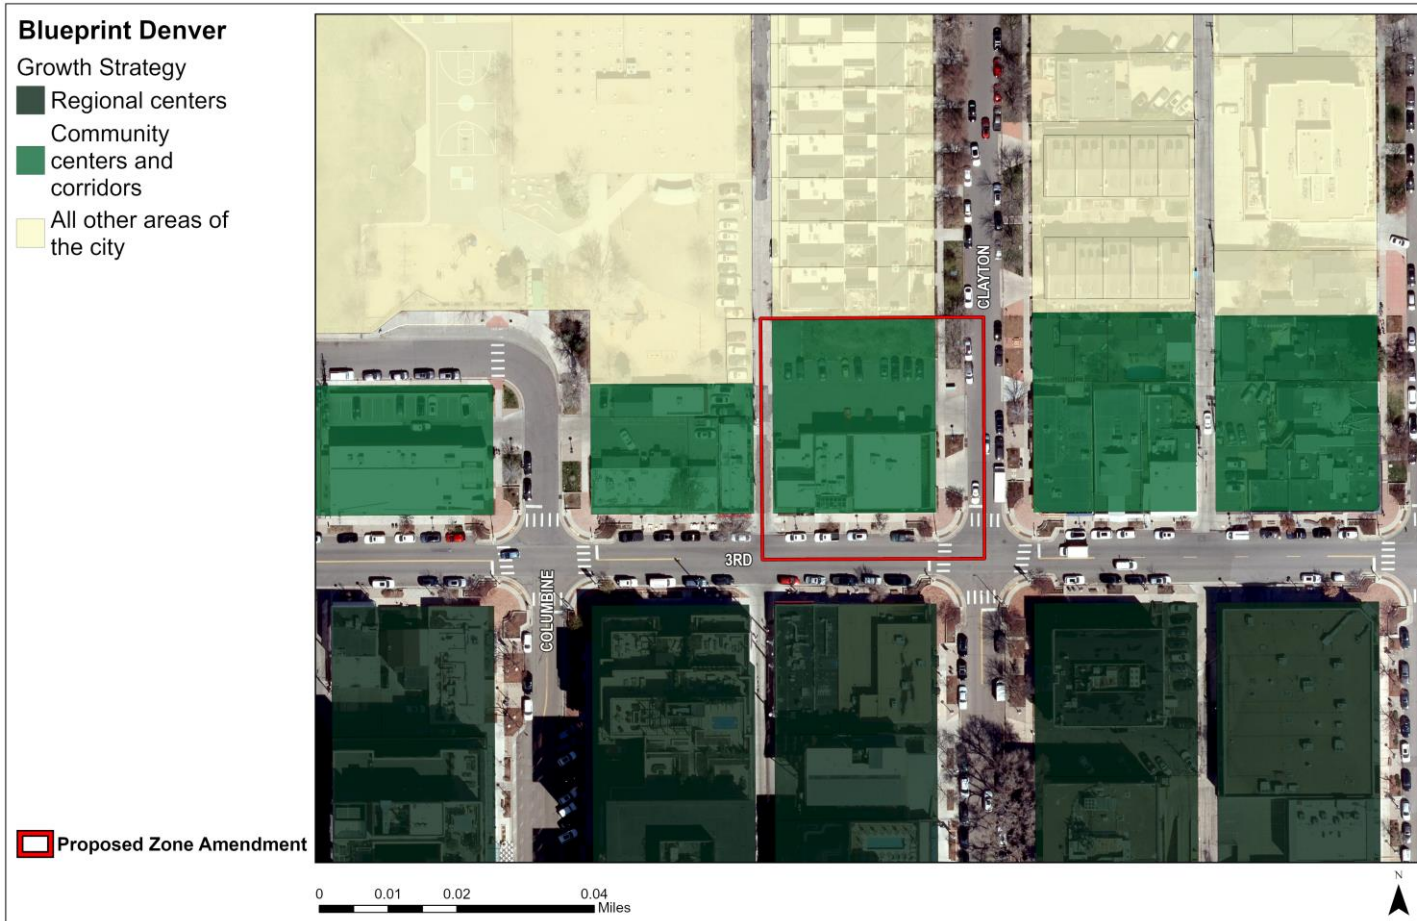 Blueprint Denver
Growth Strategy
Regional centers
Community
centers and
corridors
All other areas of
the city
CLAYTON
3RD
COLUMBINE
Proposed Zone Amendment
0 0.01 0.02 0.04
Miles
N